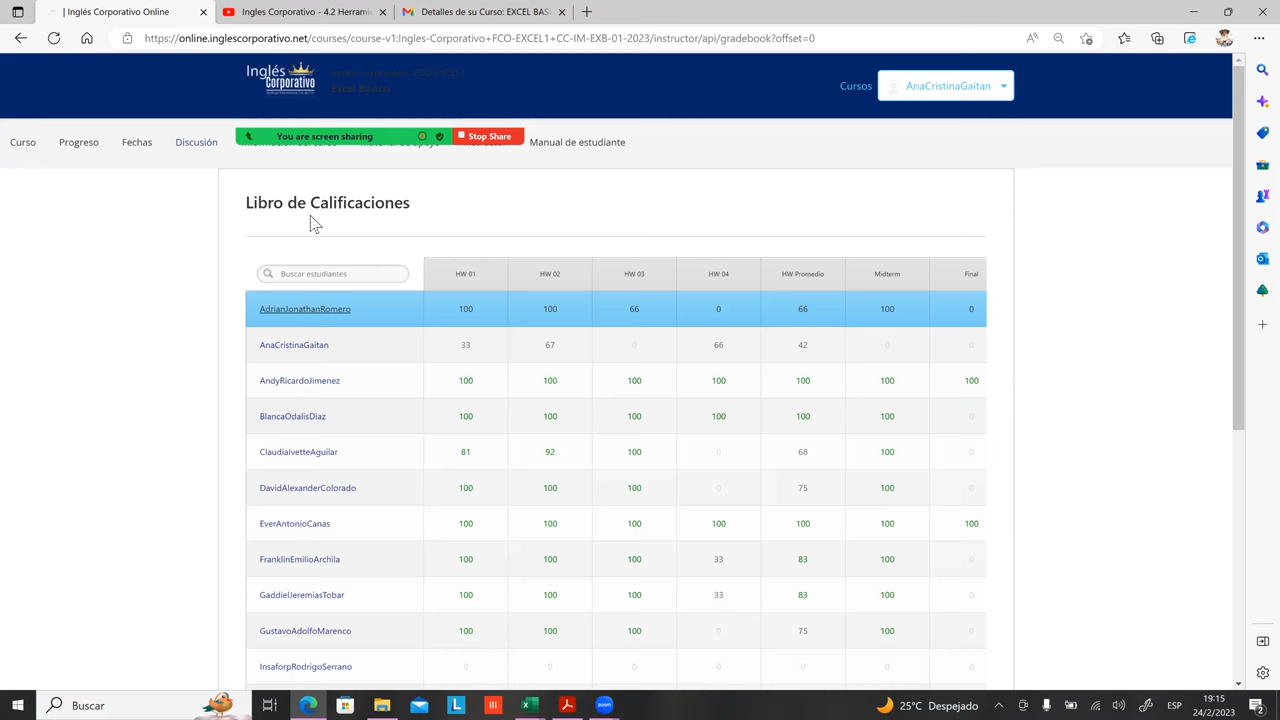 | Inglés Corporativo Online
Ingles Corporativo - 4.2 Herrami
Detalles de su Curso: EXCEL BAS
https://online.inglescorporativo.net/courses/course-v1:Ingles-Corporativo+FCO-EXCEL1+CC-IM-EXB-01-2023/instructor/api/gradebook?offset=0
Inglés Corporativo
Excel Básico
Cursos
AnaCristinaGaitan
Curso
Progreso
Fechas
Discusión
You are screen sharing
Stop Share
Manual de estudiante
Libro de Calificaciones
Buscar estudiantes HW 01 HW 02 HW 03 HW 04 HW Promedio Midterm Final
AdrianJonathanRomero 100 100 66 0 66 100 0
AnaCristinaGaitan 33 67 0 66 42 0 0
AndyRicardoJimenez 100 100 100 100 100 100 100
BlancaOdalisDiaz 100 100 100 100 100 100 0
ClaudiaIvetteAguilar 81 92 100 0 68 100 0
DavidAlexanderColorado 100 100 100 0 75 100 0
EverAntonioCanas 100 100 100 100 100 100 100
FranklinEmilioArchila 100 100 100 33 83 100 0
GaddielJeremiasTobar 100 100 100 33 83 100 0
GustavoAdolfoMarenco 100 100 100 0 75 100 0
InsaforpRodrigoSerrano 0 0 0 0 0 0 0
Buscar
25°C Despejado
ESP
19:15
24/2/2023